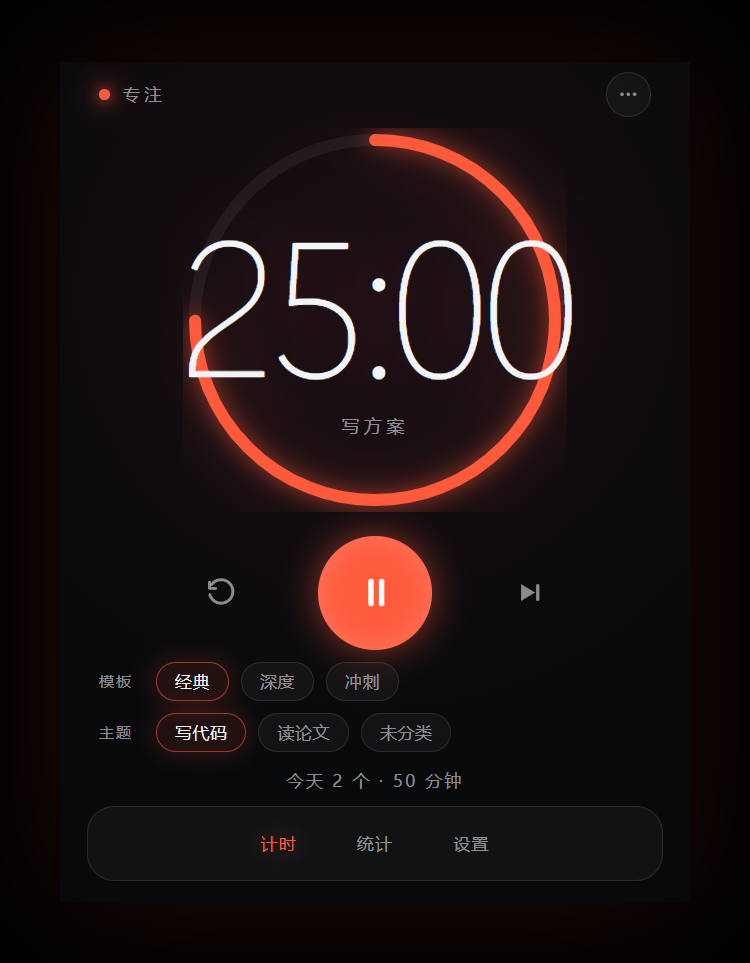 专注
25:00
写方案
模板 经典 深度 冲刺
主题 写代码 读论文 未分类
今天 2 个 · 50 分钟
计时 统计 设置